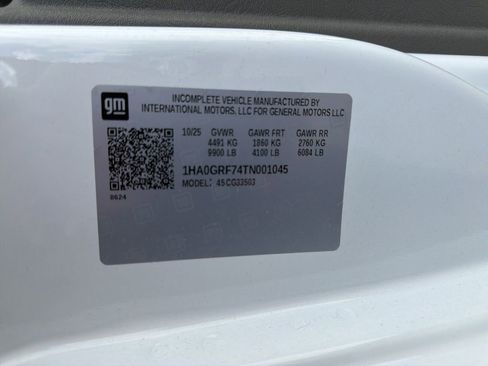 gm
INCOMPLETE VEHICLE MANUFACTURED BY
INTERNATIONAL MOTORS, LLC FOR GENERAL MOTORS LLC
10/25 GVWR GAWR FRT GAWR RR
4491 KG 1860 KG 2760 KG
9900 LB 4100 LB 6084 LB
1HA0GRF74TN001045
MODEL: 45CG33503
8624